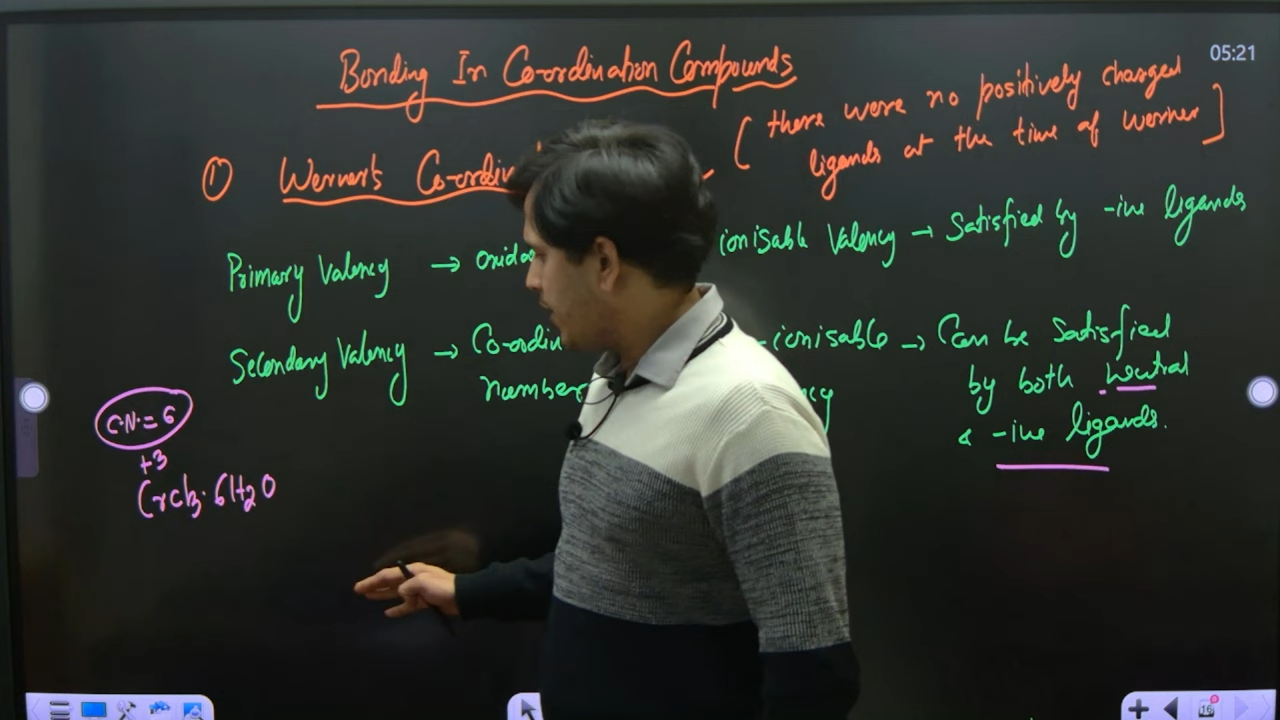 05:21
Bonding In Co-ordination Compounds
[ there were no positively charged
ligands at the time of werner ]
① Werner's Co-ordin
Primary Valency → oxida ionisable Valency → Satisfied by -ive ligands
Secondary Valency → Co-ordin -ionisable → Can be Satisfied
number cy by both neutral
& -ive ligands.
C.N. = 6
+3
CrCl3. 6H2O
16